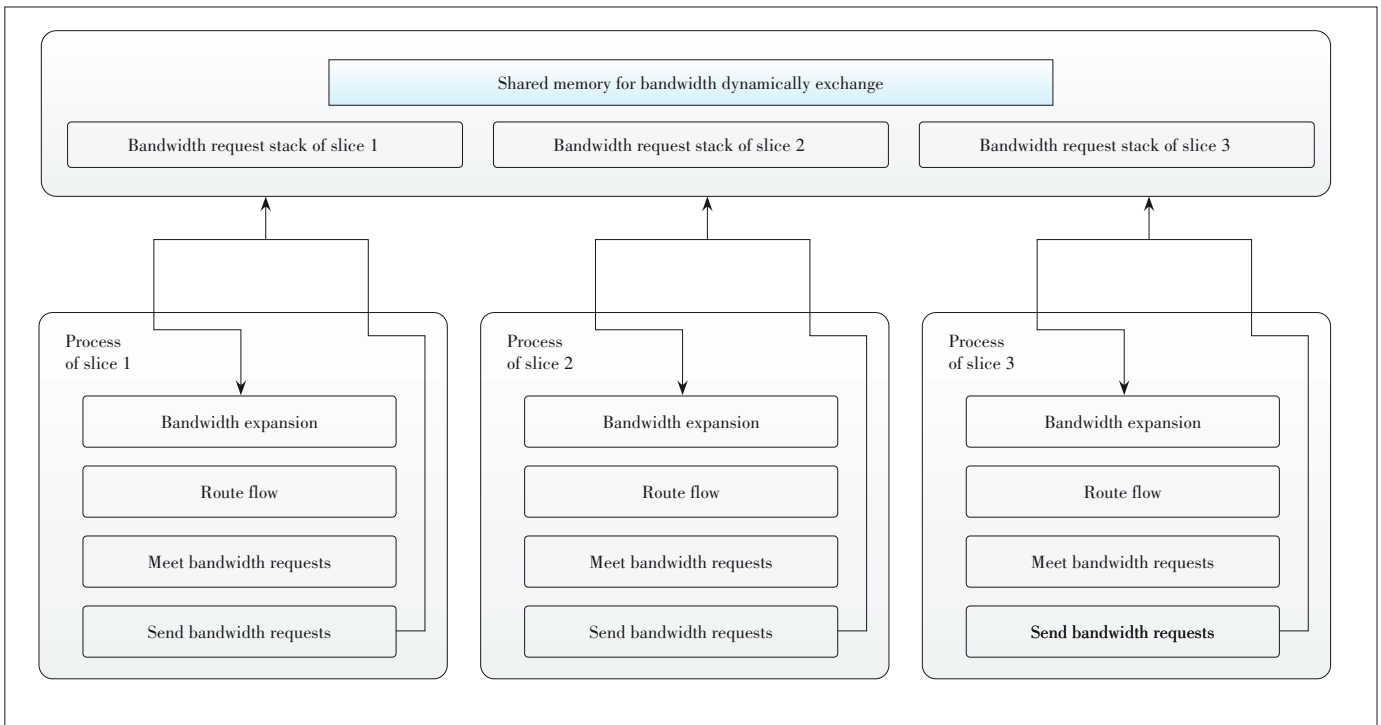 Shared memory for bandwidth dynamically exchange
Bandwidth request stack of slice 1
Bandwidth request stack of slice 2
Bandwidth request stack of slice 3
Process
of slice 1
Bandwidth expansion
Route flow
Meet bandwidth requests
Send bandwidth requests
Process
of slice 2
Bandwidth expansion
Route flow
Meet bandwidth requests
Send bandwidth requests
Process
of slice 3
Bandwidth expansion
Route flow
Meet bandwidth requests
Send bandwidth requests